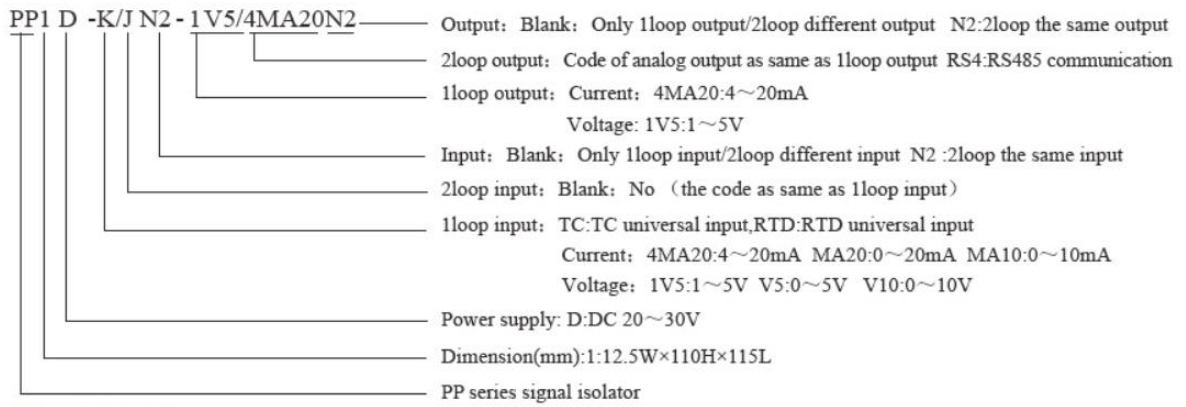 PP1 D -K/J N2 - 1V5/4MA20N2
Output：Blank：Only 1loop output/2loop different output N2:2loop the same output
2loop output：Code of analog output as same as 1loop output RS4:RS485 communication
1loop output：Current：4MA20:4～20mA
Voltage: 1V5:1～5V
Input：Blank：Only 1loop input/2loop different input N2 :2loop the same input
2loop input：Blank：No （the code as same as 1loop input）
1loop input：TC:TC universal input,RTD:RTD universal input
Current：4MA20:4～20mA MA20:0～20mA MA10:0～10mA
Voltage：1V5:1～5V V5:0～5V V10:0～10V
Power supply: D:DC 20～30V
Dimension(mm):1:12.5W×110H×115L
PP series signal isolator